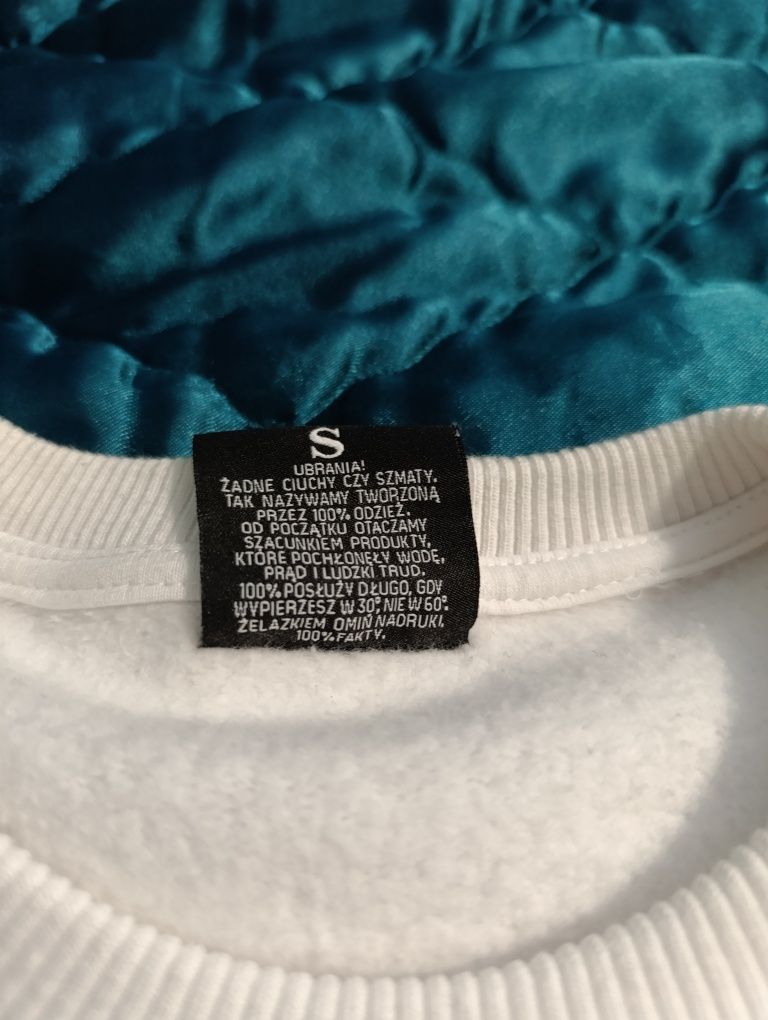 S
UBRANIA!
ŻADNE CIUCHY CZY SZMATY.
TAK NAZYWAMY TWORZONĄ
PRZEZ 100% ODZIEŻ.
OD POCZĄTKU OTACZAMY
SZACUNKIEM PRODUKTY,
KTÓRE POCHŁONĘŁY WODĘ,
PRĄD I LUDZKI TRUD.
100% POSŁUŻY DŁUGO, GDY
WYPIERZESZ W 30°, NIE W 60°.
ŻELAZKIEM OMIŃ NADRUKI.
100% FAKTY.